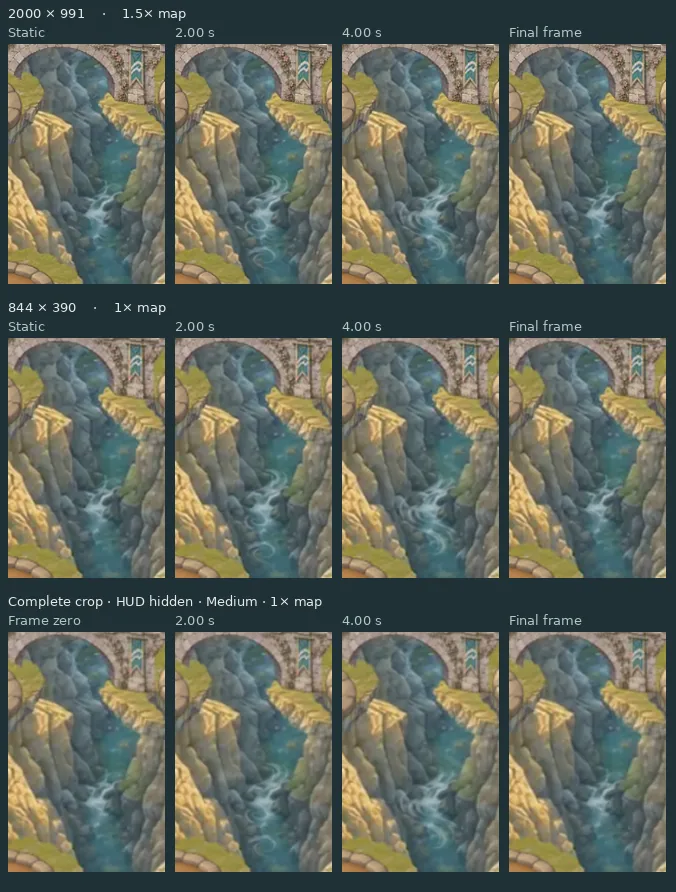 2000 × 991 · 1.5× map
Static 2.00 s 4.00 s Final frame
844 × 390 · 1× map
Static 2.00 s 4.00 s Final frame
Complete crop · HUD hidden · Medium · 1× map
Frame zero 2.00 s 4.00 s Final frame